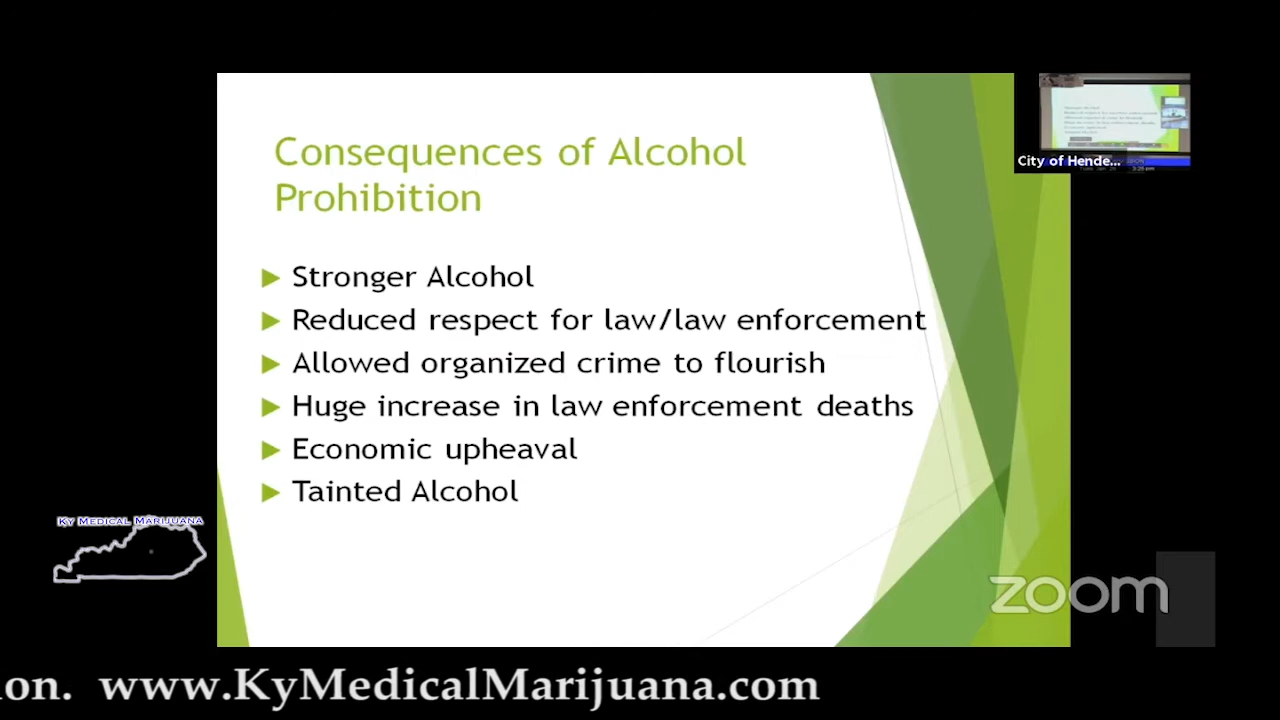 Consequences of Alcohol
Prohibition
Stronger Alcohol
Reduced respect for law/law enforcement
Allowed organized crime to flourish
Huge increase in law enforcement deaths
Economic upheaval
Tainted Alcohol
City of Hende...
KY MEDICAL MARIJUANA
zoom
on. www.KyMedicalMarijuana.com